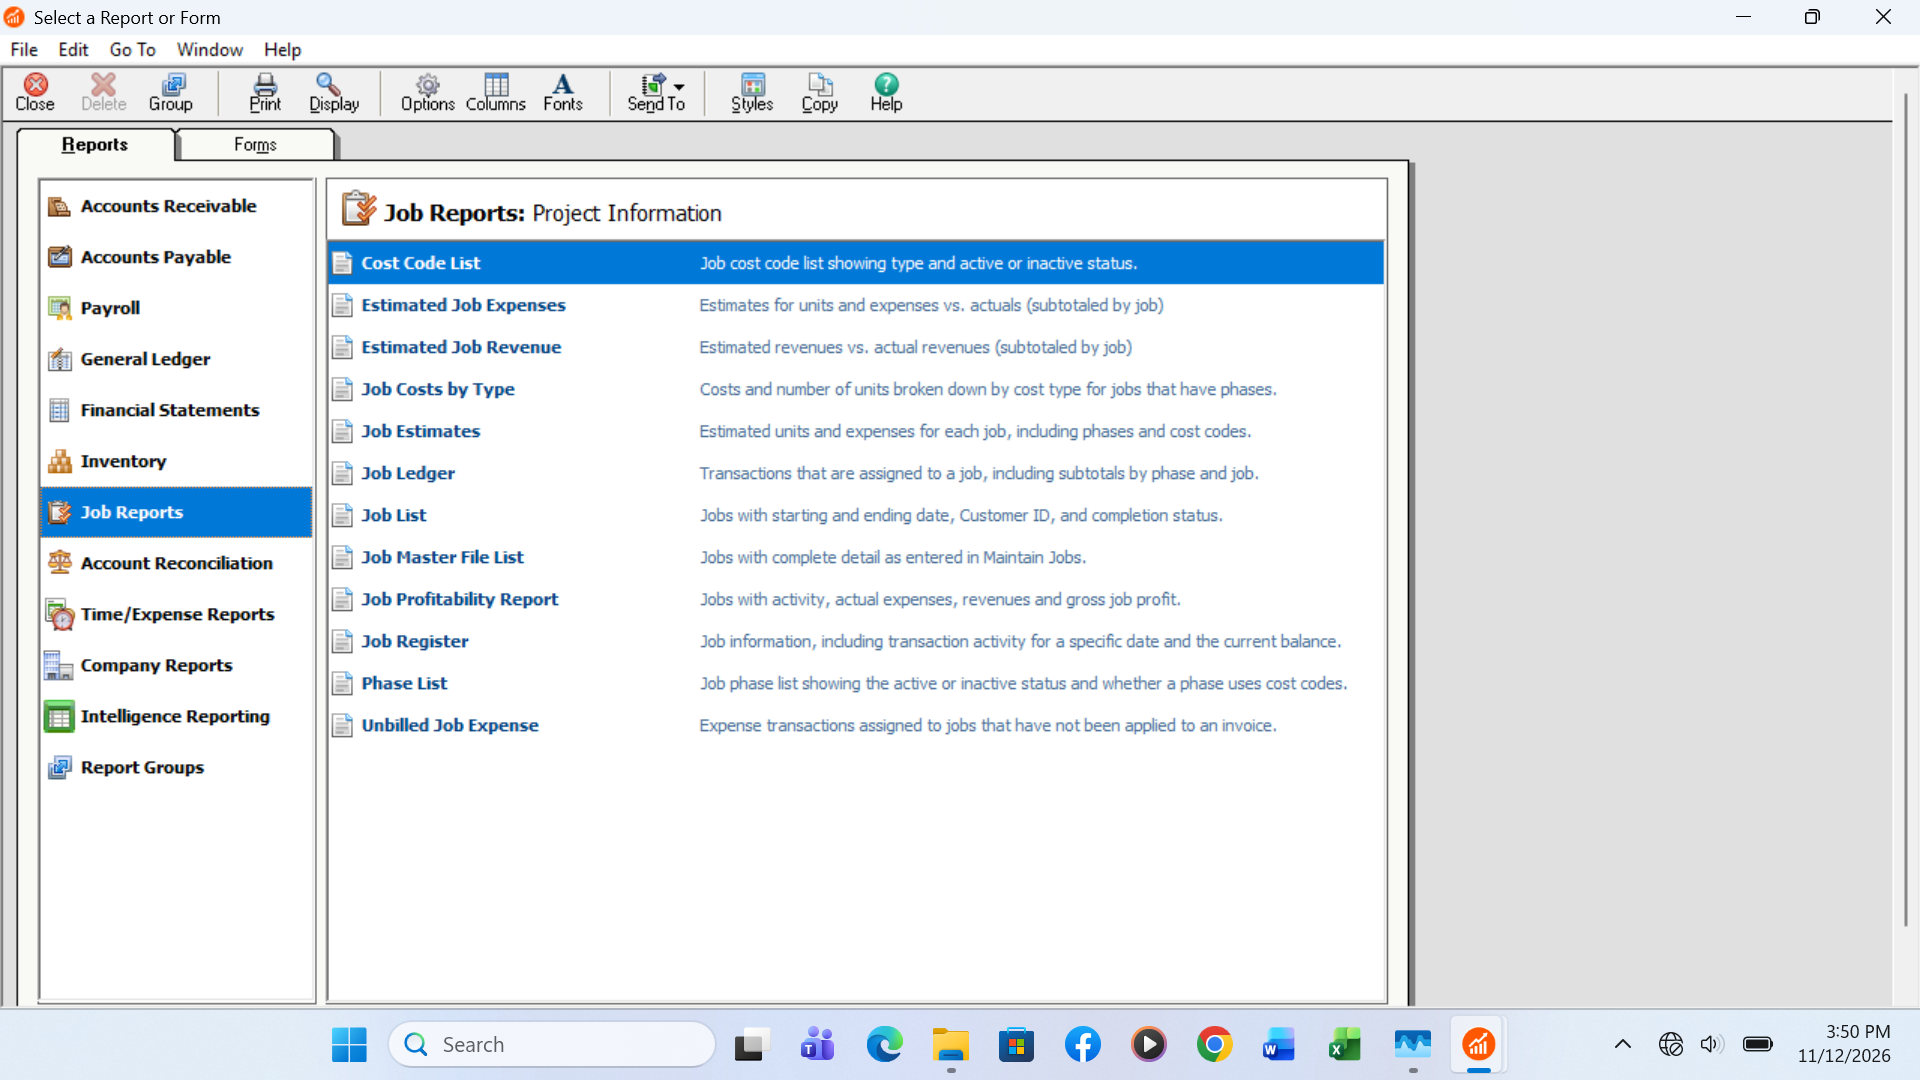 Select a Report or Form
File Edit Go To Window Help
Close Delete Group Print Display Options Columns Fonts Send To Styles Copy Help
Reports Forms
Accounts Receivable
Accounts Payable
Payroll
General Ledger
Financial Statements
Inventory
Job Reports
Account Reconciliation
Time/Expense Reports
Company Reports
Intelligence Reporting
Report Groups
Job Reports: Project Information
Cost Code List Job cost code list showing type and active or inactive status.
Estimated Job Expenses Estimates for units and expenses vs. actuals (subtotaled by job)
Estimated Job Revenue Estimated revenues vs. actual revenues (subtotaled by job)
Job Costs by Type Costs and number of units broken down by cost type for jobs that have phases.
Job Estimates Estimated units and expenses for each job, including phases and cost codes.
Job Ledger Transactions that are assigned to a job, including subtotals by phase and job.
Job List Jobs with starting and ending date, Customer ID, and completion status.
Job Master File List Jobs with complete detail as entered in Maintain Jobs.
Job Profitability Report Jobs with activity, actual expenses, revenues and gross job profit.
Job Register Job information, including transaction activity for a specific date and the current balance.
Phase List Job phase list showing the active or inactive status and whether a phase uses cost codes.
Unbilled Job Expense Expense transactions assigned to jobs that have not been applied to an invoice.
Search
3:50 PM
11/12/2026